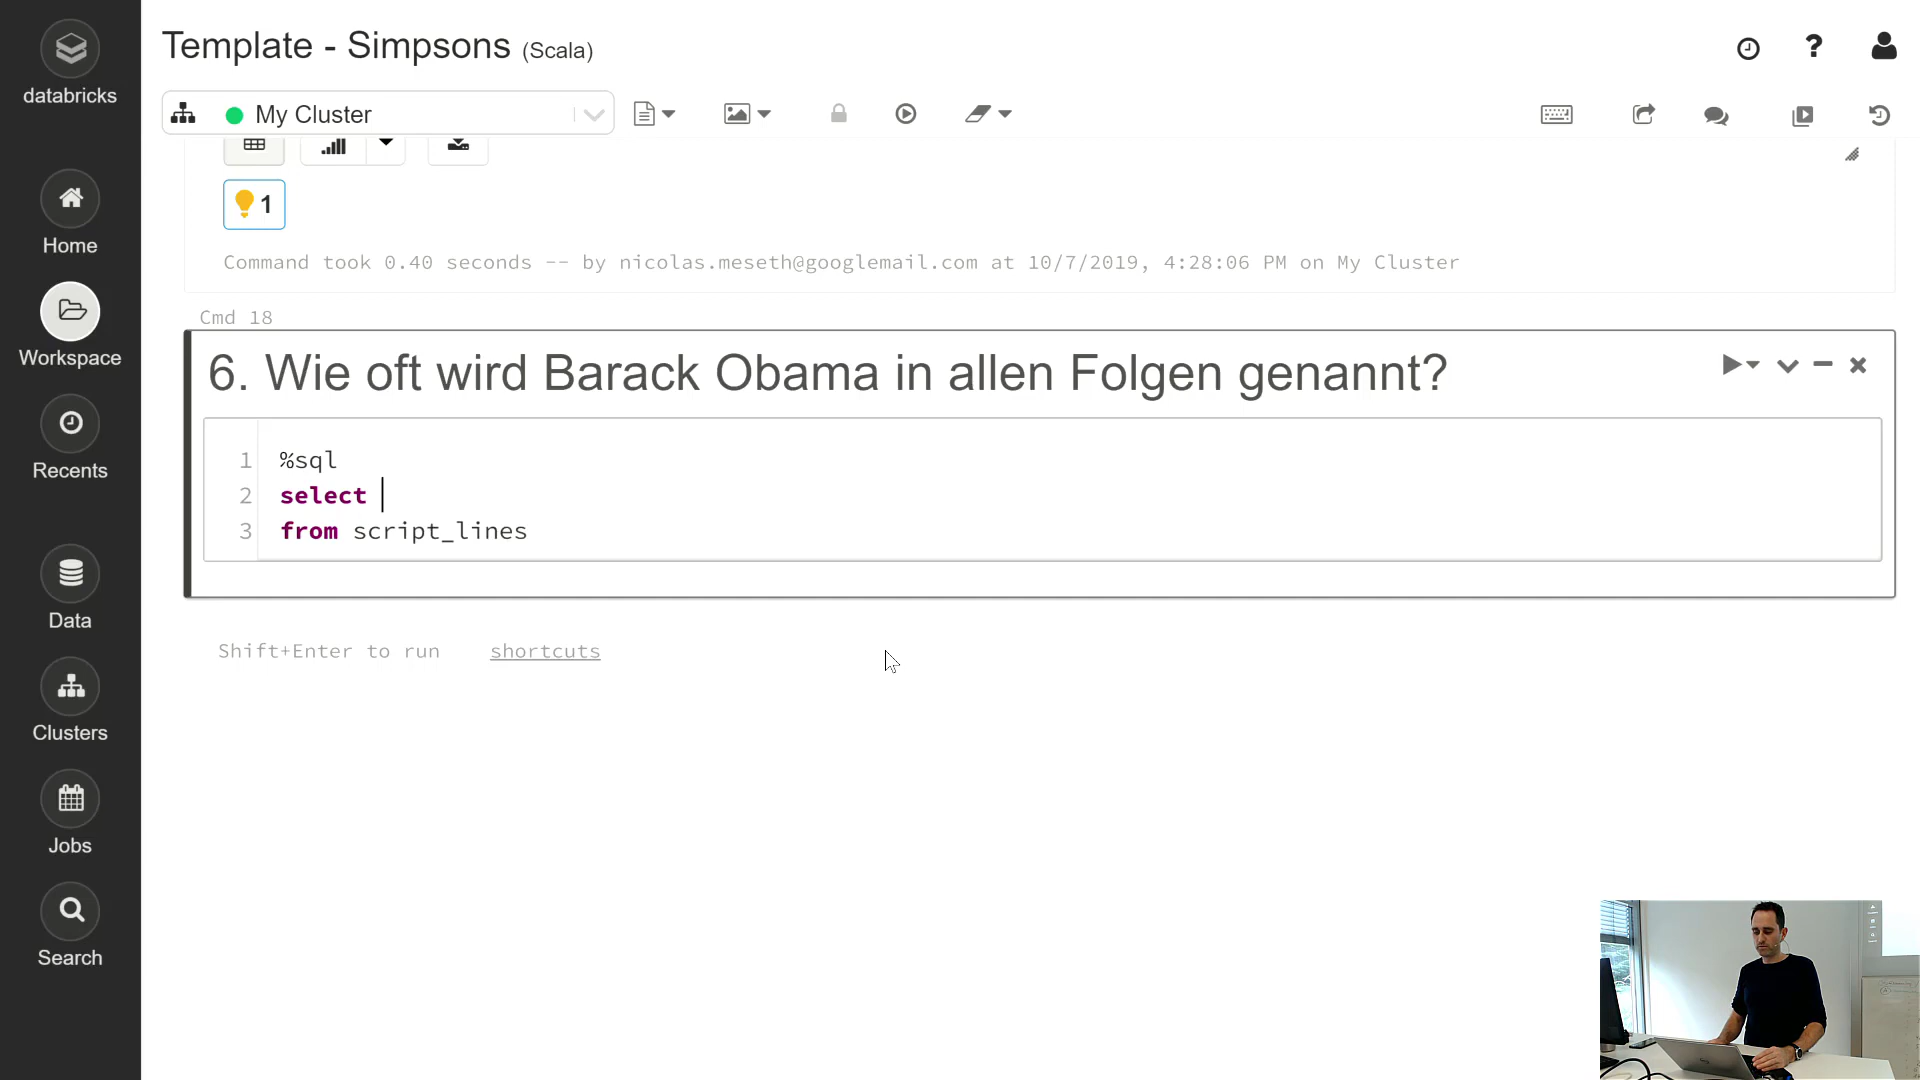 databricks
Home
Workspace
Recents
Data
Clusters
Jobs
Search
Template - Simpsons (Scala)
My Cluster
1
Command took 0.40 seconds -- by nicolas.meseth@googlemail.com at 10/7/2019, 4:28:06 PM on My Cluster
Cmd 18
6. Wie oft wird Barack Obama in allen Folgen genannt?
1 %sql
2 select
3 from script_lines
Shift+Enter to run shortcuts